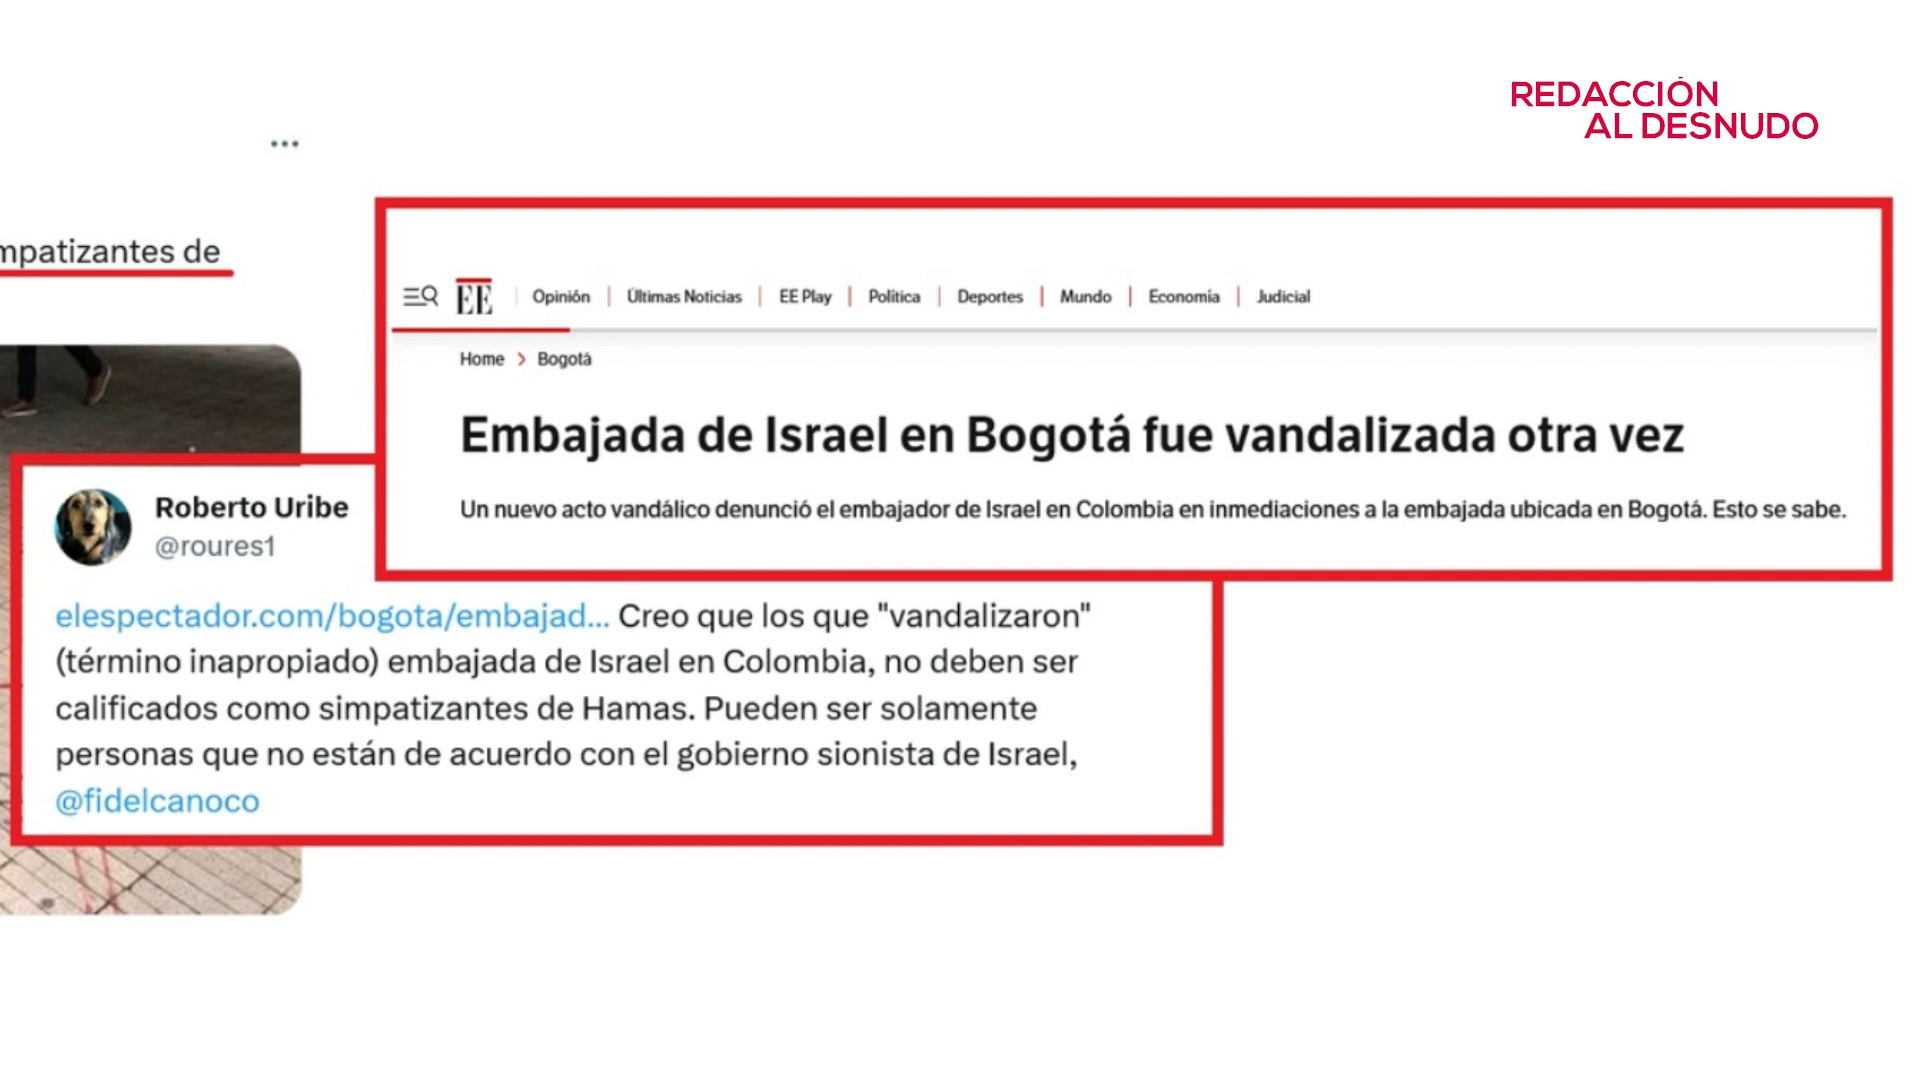 REDACCIÓN
AL DESNUDO
simpatizantes de
EE
Opinión | Últimas Noticias | EE Play | Política | Deportes | Mundo | Economía | Judicial
Home > Bogotá
Embajada de Israel en Bogotá fue vandalizada otra vez
Un nuevo acto vandálico denunció el embajador de Israel en Colombia en inmediaciones a la embajada ubicada en Bogotá. Esto se sabe.
Roberto Uribe
@roures1
elespectador.com/bogota/embajad... Creo que los que "vandalizaron"
(término inapropiado) embajada de Israel en Colombia, no deben ser
calificados como simpatizantes de Hamas. Pueden ser solamente
personas que no están de acuerdo con el gobierno sionista de Israel,
@fidelcanoco